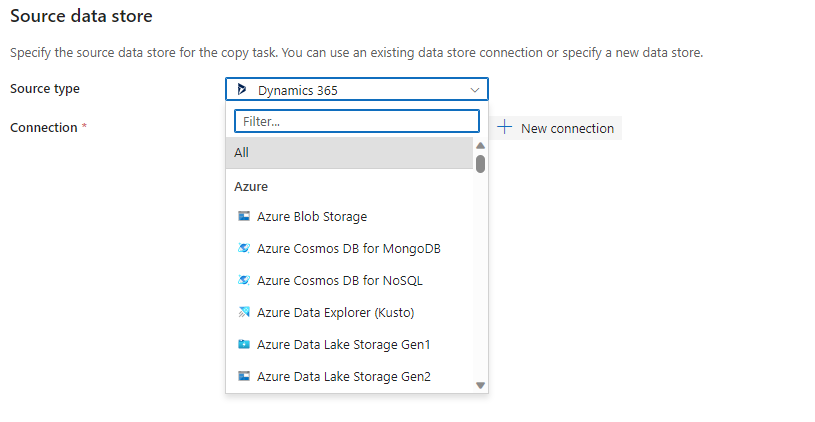 Source data store
Specify the source data store for the copy task. You can use an existing data store connection or specify a new data store.
Source type
Dynamics 365
Filter...
Connection *
New connection
All
Azure
Azure Blob Storage
Azure Cosmos DB for MongoDB
Azure Cosmos DB for NoSQL
Azure Data Explorer (Kusto)
Azure Data Lake Storage Gen1
Azure Data Lake Storage Gen2